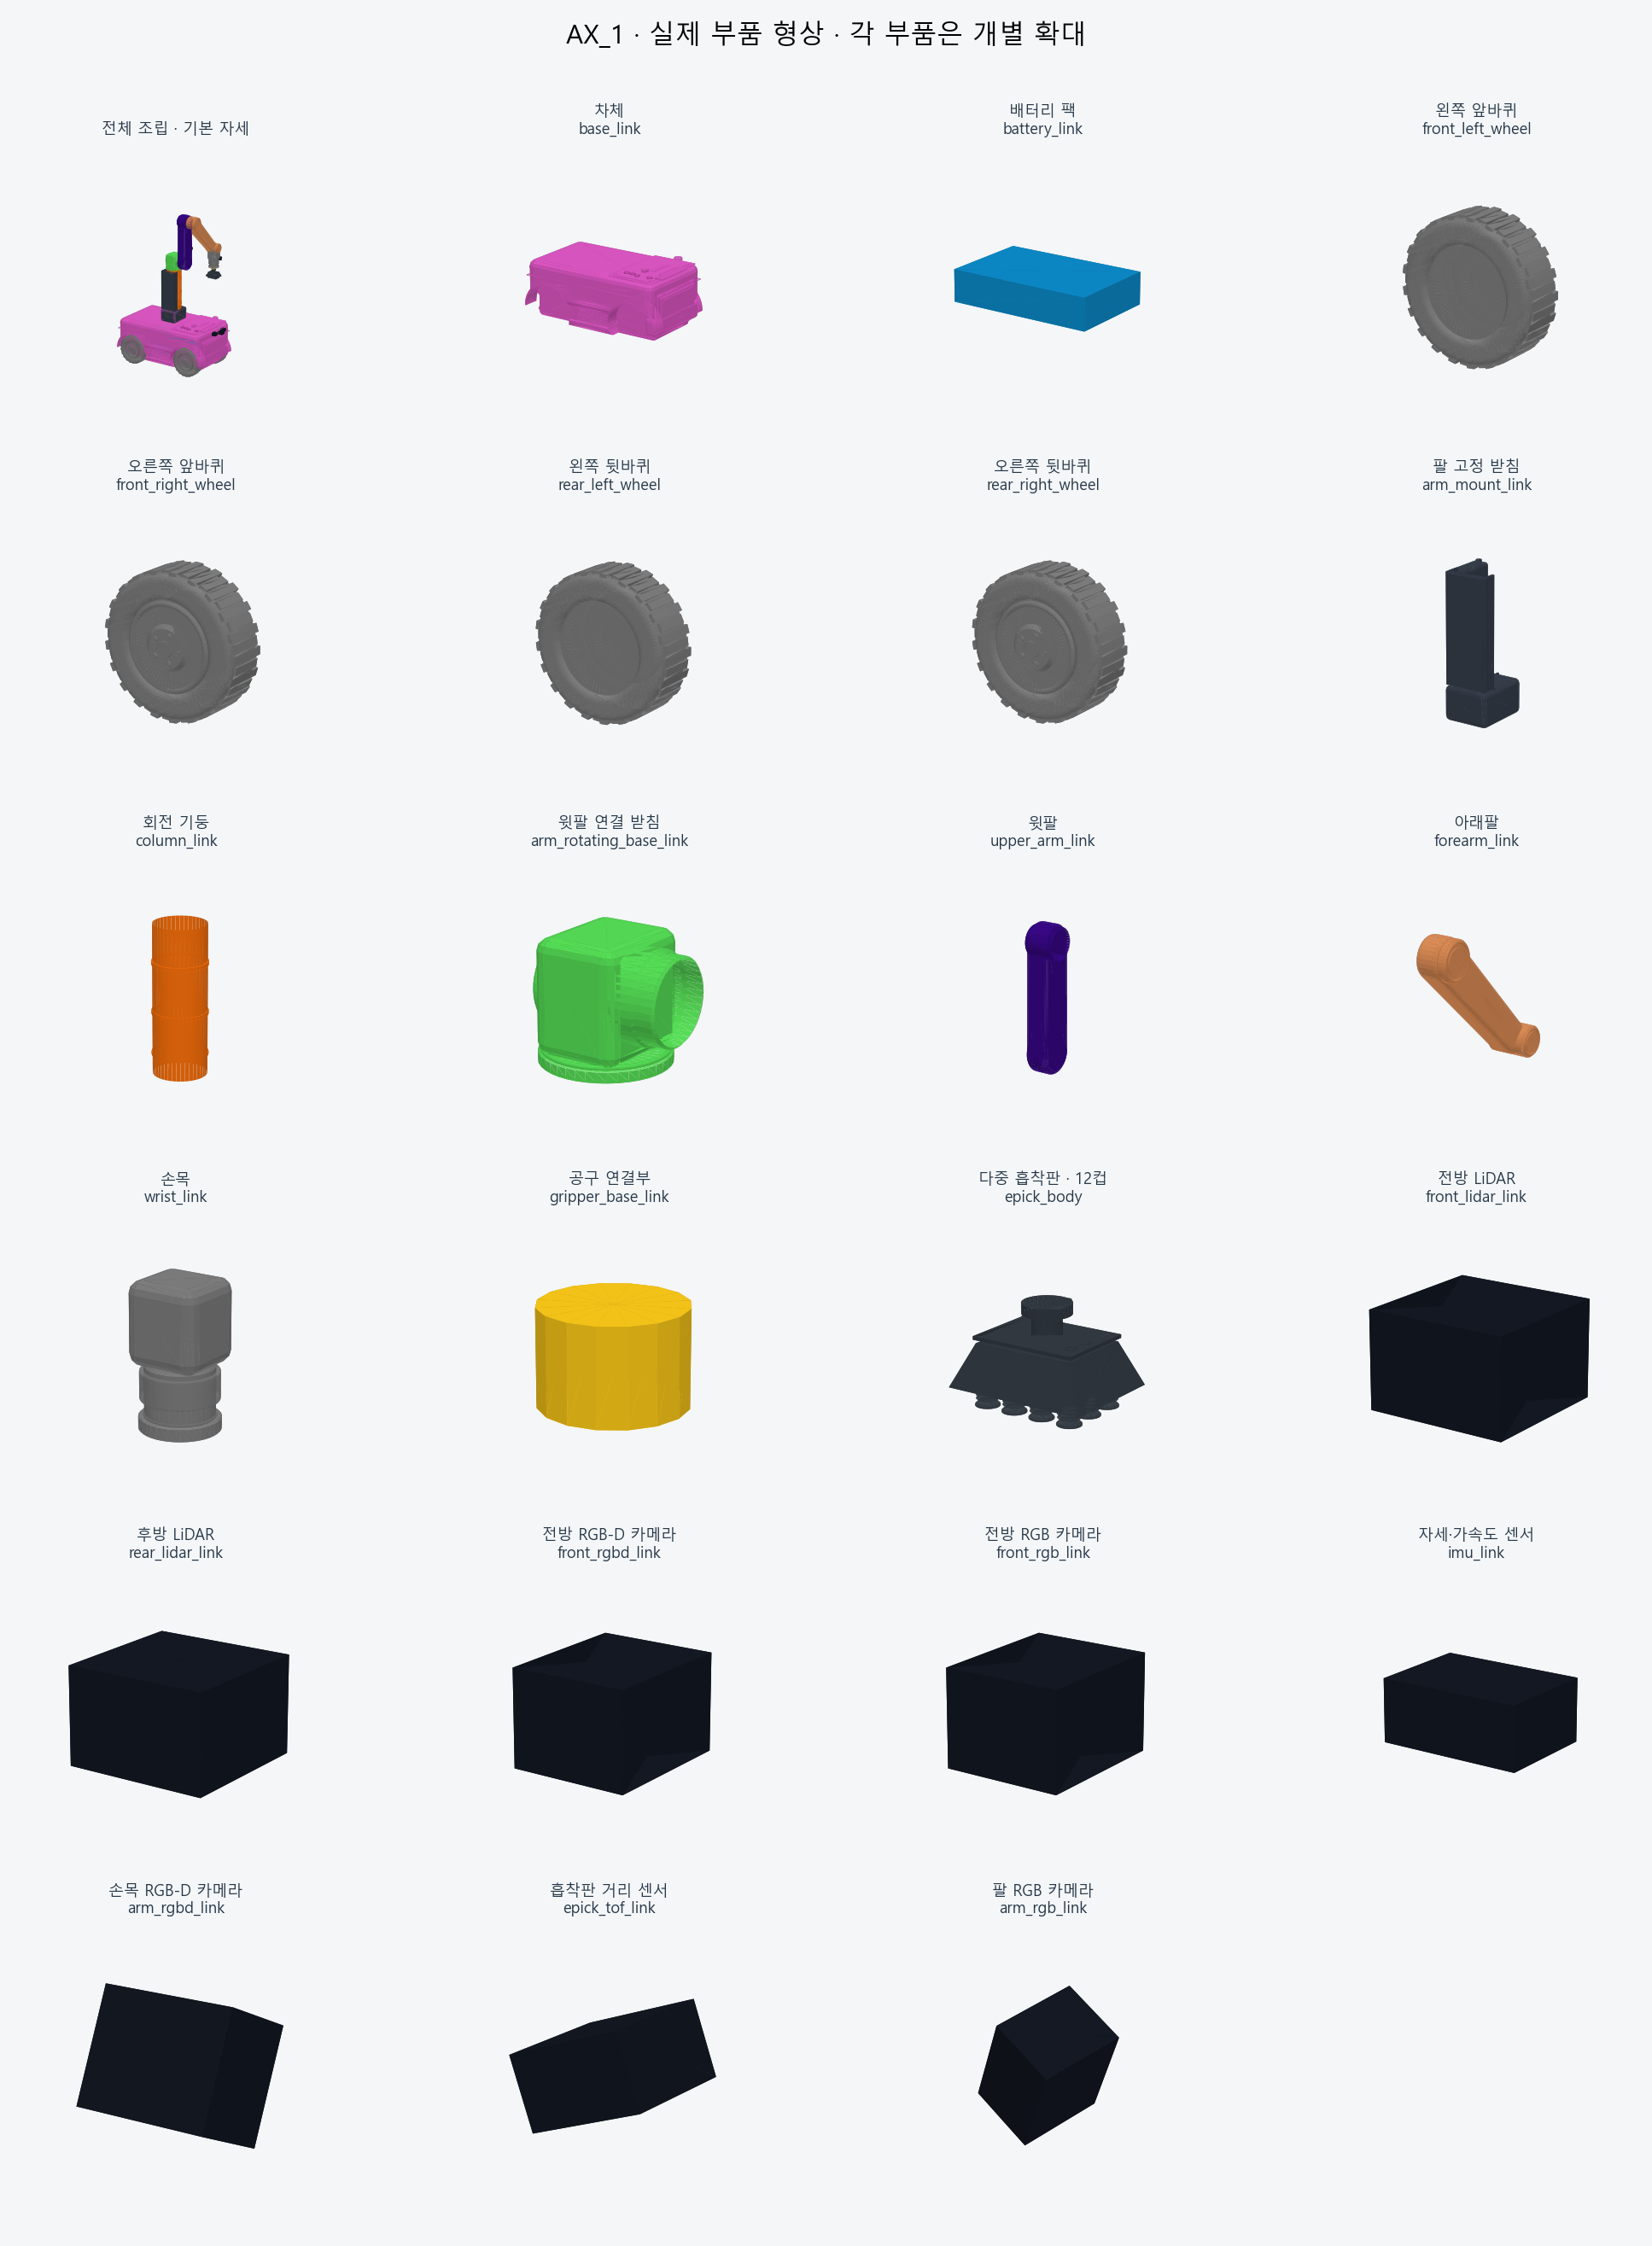 AX_1 · 실제 부품 형상 · 각 부품은 개별 확대
전체 조립 · 기본 자세
차체
base_link
배터리 팩
battery_link
왼쪽 앞바퀴
front_left_wheel
오른쪽 앞바퀴
front_right_wheel
왼쪽 뒷바퀴
rear_left_wheel
오른쪽 뒷바퀴
rear_right_wheel
팔 고정 받침
arm_mount_link
회전 기둥
column_link
윗팔 연결 받침
arm_rotating_base_link
윗팔
upper_arm_link
아래팔
forearm_link
손목
wrist_link
공구 연결부
gripper_base_link
다중 흡착판 · 12컵
epick_body
전방 LiDAR
front_lidar_link
후방 LiDAR
rear_lidar_link
전방 RGB-D 카메라
front_rgbd_link
전방 RGB 카메라
front_rgb_link
자세·가속도 센서
imu_link
손목 RGB-D 카메라
arm_rgbd_link
흡착판 거리 센서
epick_tof_link
팔 RGB 카메라
arm_rgb_link